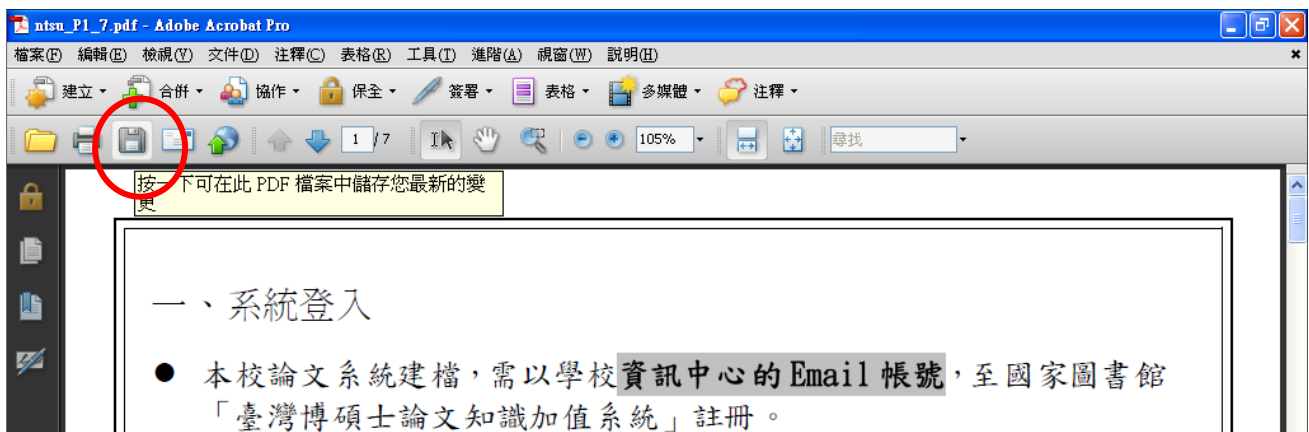 ntsu_P1_7.pdf - Adobe Acrobat Pro
檔案(F) 編輯(E) 檢視(V) 文件(D) 注釋(C) 表格(R) 工具(T) 進階(A) 視窗(W) 說明(H)
建立 合併 協作 保全 簽署 表格 多媒體 注釋
1 / 7 105% 尋找
按一下可在此 PDF 檔案中儲存您最新的變
更
一、系統登入
● 本校論文系統建檔，需以學校資訊中心的 Email 帳號，至國家圖書館
「臺灣博碩士論文知識加值系統」註冊。